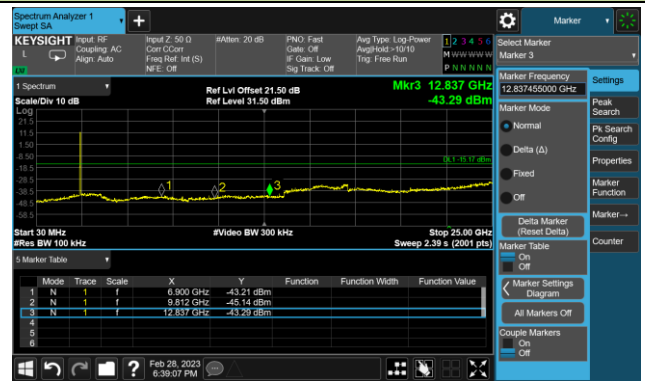 Spectrum Analyzer 1
Swept SA
Marker
KEYSIGHT
L
Input: RF
Coupling: AC
Align: Auto
Input Z: 50 Ω
Corr CCorr
Freq Ref: Int (S)
NFE: Off
#Atten: 20 dB
PNO: Fast
Gate: Off
IF Gain: Low
Sig Track: Off
Avg Type: Log-Power
Avg|Hold:>10/10
Trig: Free Run
1 2 3 4 5 6
M W W W W W
P N N N N N
Select Marker
Marker 3
1 Spectrum
Scale/Div 10 dB
Log
Ref Lvl Offset 21.50 dB
Ref Level 31.50 dBm
Mkr3 12.837 GHz
-43.29 dBm
21.5
11.5
1.50
-8.50
-18.5
-28.5
-38.5
-48.5
-58.5
DL1 -15.17 dBm
1
2
3
Start 30 MHz
#Res BW 100 kHz
#Video BW 300 kHz
Stop 25.00 GHz
Sweep 2.39 s (2001 pts)
5 Marker Table
Mode Trace Scale X Y Function Function Width Function Value
1 N 1 f 6.900 GHz -43.21 dBm
2 N 1 f 9.812 GHz -45.14 dBm
3 N 1 f 12.837 GHz -43.29 dBm
4
5
6
Marker Frequency
12.837455000 GHz
Marker Mode
Normal
Delta (Δ)
Fixed
Off
Delta Marker
(Reset Delta)
Marker Table
On
Off
Marker Settings
Diagram
All Markers Off
Couple Markers
On
Off
Settings
Peak
Search
Pk Search
Config
Properties
Marker
Function
Marker→
Counter
Feb 28, 2023
6:39:07 PM